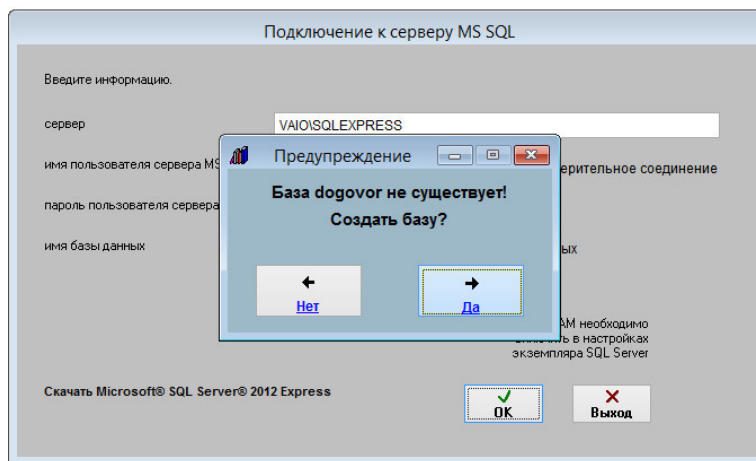 Подключение к серверу MS SQL
Введите информацию.
сервер
VAIO\SQLEXPRESS
имя пользователя сервера MS
ерительное соединение
пароль пользователя сервера
имя базы данных
ых
Предупреждение
База dogovor не существует!
Создать базу?
Нет
Да
АМ необходимо
в настройках
экземпляра SQL Server
Скачать Microsoft® SQL Server® 2012 Express
OK
Выход